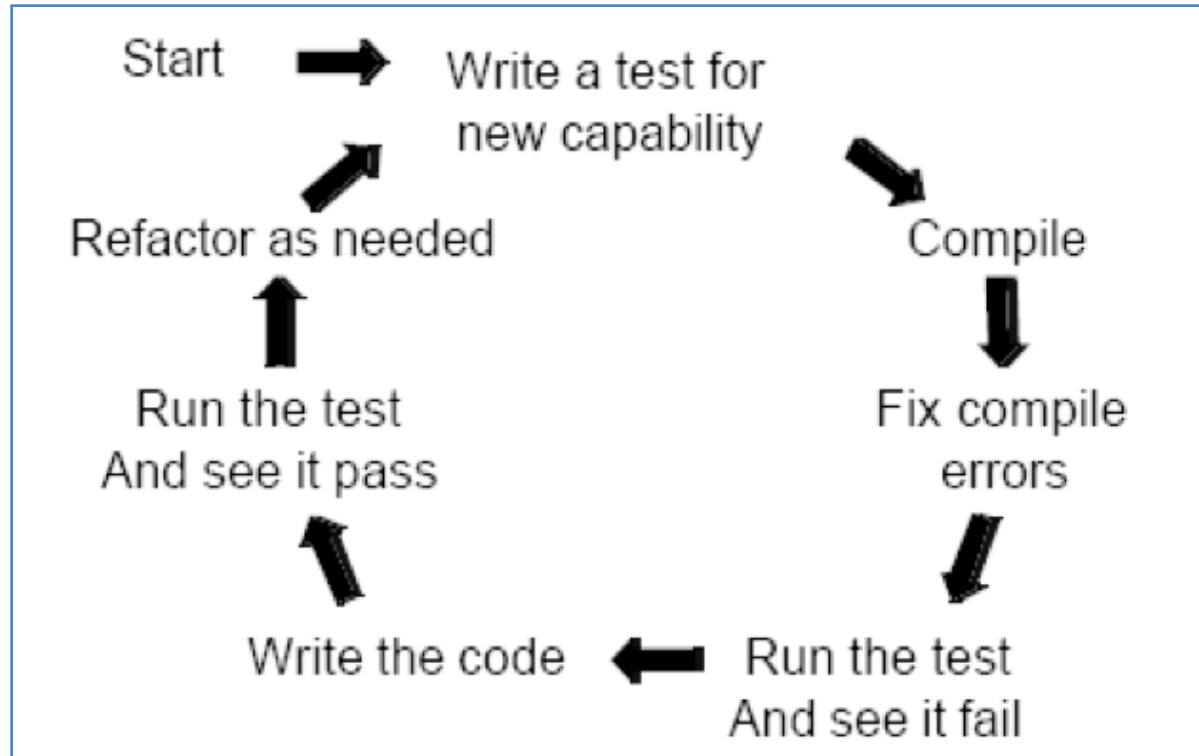 Start
Write a test for
new capability
Compile
Fix compile
errors
Run the test
And see it fail
Write the code
Run the test
And see it pass
Refactor as needed